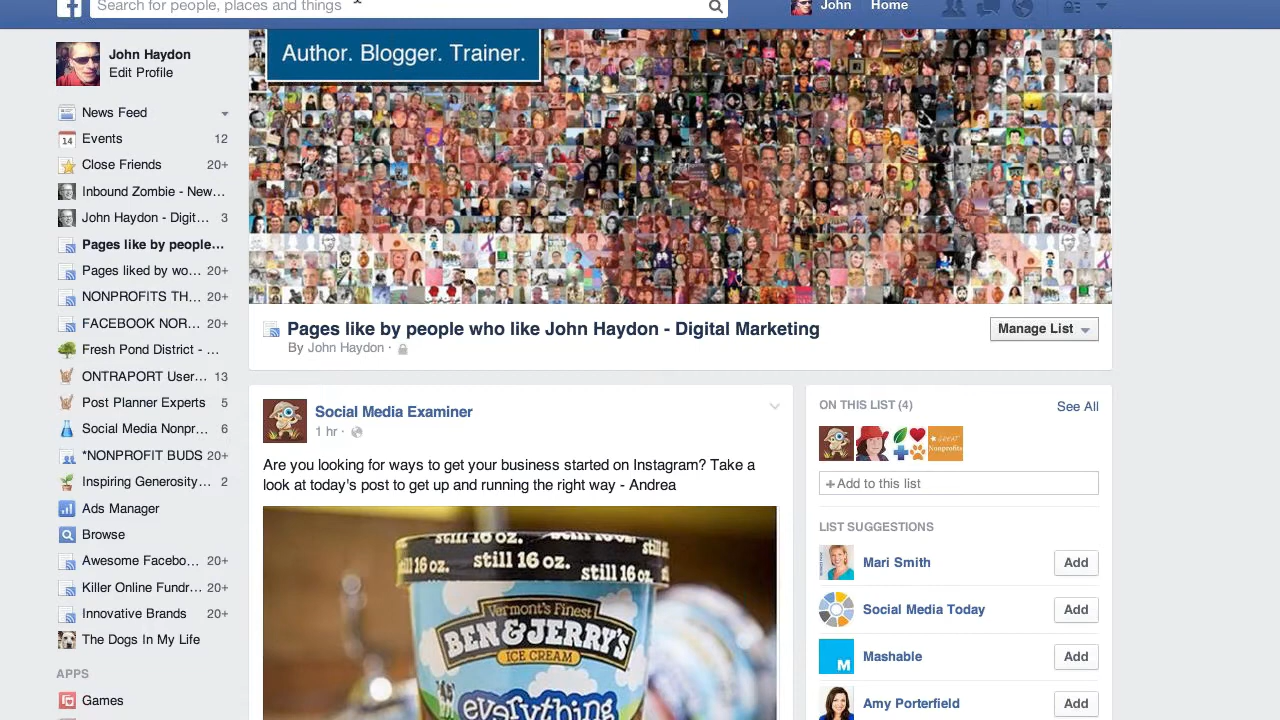 Search for people, places and things
John
Home
John Haydon
Edit Profile
News Feed
14
Events 12
Close Friends 20+
Inbound Zombie - New...
John Haydon - Digit... 3
Pages like by people...
Pages liked by wo... 20+
NONPROFITS TH... 20+
FACEBOOK NOR... 20+
Fresh Pond District - ...
ONTRAPORT User... 13
Post Planner Experts 5
Social Media Nonpr... 6
*NONPROFIT BUDS 20+
Inspiring Generosity... 2
Ads Manager
Browse
Awesome Facebo... 20+
Killer Online Fundr... 20+
Innovative Brands 20+
The Dogs In My Life
APPS
Games
Author. Blogger. Trainer.
Pages like by people who like John Haydon - Digital Marketing
By John Haydon ·
Manage List
Social Media Examiner
1 hr ·
Are you looking for ways to get your business started on Instagram? Take a
look at today's post to get up and running the right way - Andrea
still 16 oz. still
still 16 oz. still 16 oz. still 16 oz.
VERMONT'S FINEST
BEN & JERRY'S
ICE CREAM
everything
ON THIS LIST (4)
See All
GREAT
Nonprofits
+ Add to this list
LIST SUGGESTIONS
Mari Smith Add
Social Media Today Add
M
Mashable Add
Amy Porterfield Add